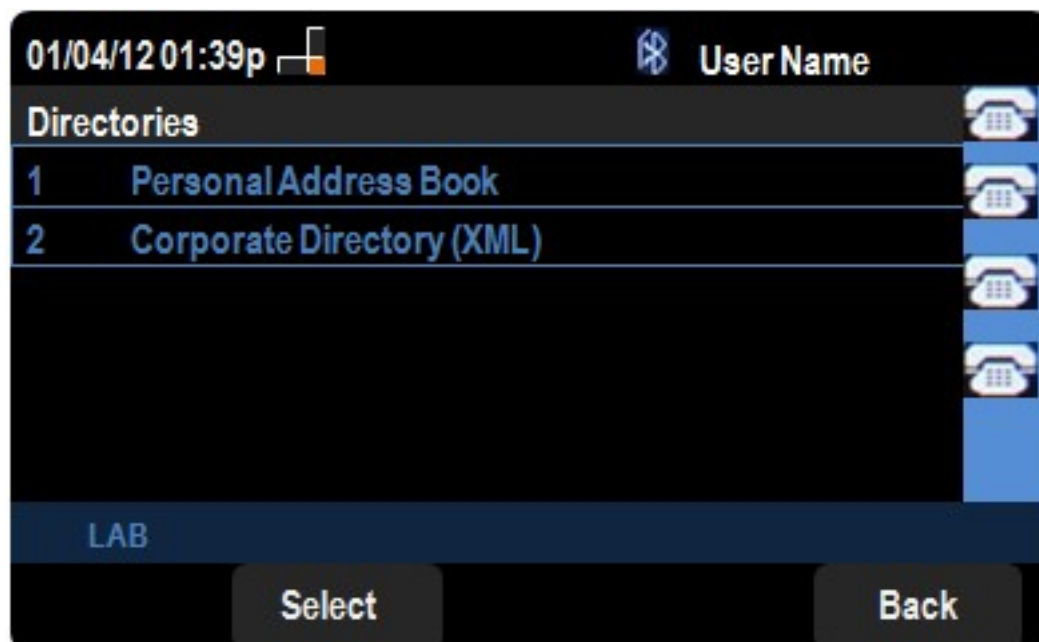 01/04/12 01:39p User Name
Directories
1 Personal Address Book
2 Corporate Directory (XML)
LAB
Select Back